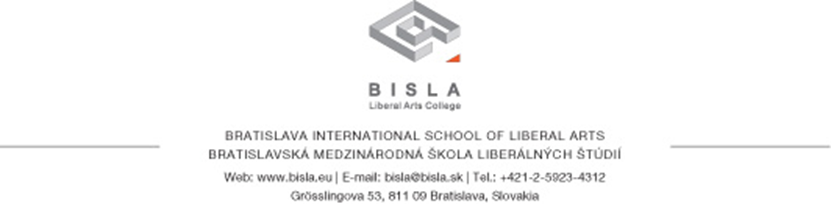 BISLA
Liberal Arts College
BRATISLAVA INTERNATIONAL SCHOOL OF LIBERAL ARTS
BRATISLAVSKÁ MEDZINÁRODNÁ ŠKOLA LIBERÁLNYCH ŠTÚDIÍ
Web: www.bisla.eu | E-mail: bisla@bisla.sk | Tel.: +421-2-5923-4312
Grösslingova 53, 811 09 Bratislava, Slovakia